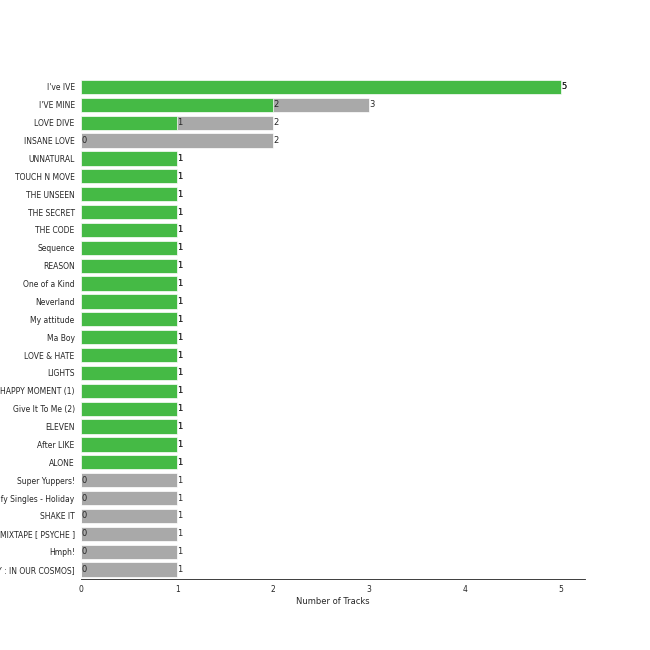 I've IVE 5
I'VE MINE 2 3
LOVE DIVE 1 2
INSANE LOVE 0 2
UNNATURAL 1
TOUCH N MOVE 1
THE UNSEEN 1
THE SECRET 1
THE CODE 1
Sequence 1
REASON 1
One of a Kind 1
Neverland 1
My attitude 1
Ma Boy 1
LOVE & HATE 1
LIGHTS 1
HAPPY MOMENT (1) 1
Give It To Me (2) 1
ELEVEN 1
After LIKE 1
ALONE 1
Super Yuppers! 0 1
fy Singles - Holiday 0 1
SHAKE IT 0 1
MIXTAPE [ PSYCHE ] 0 1
Hmph! 0 1
: IN OUR COSMOS] 0 1
0 1 2 3 4 5
Number of Tracks